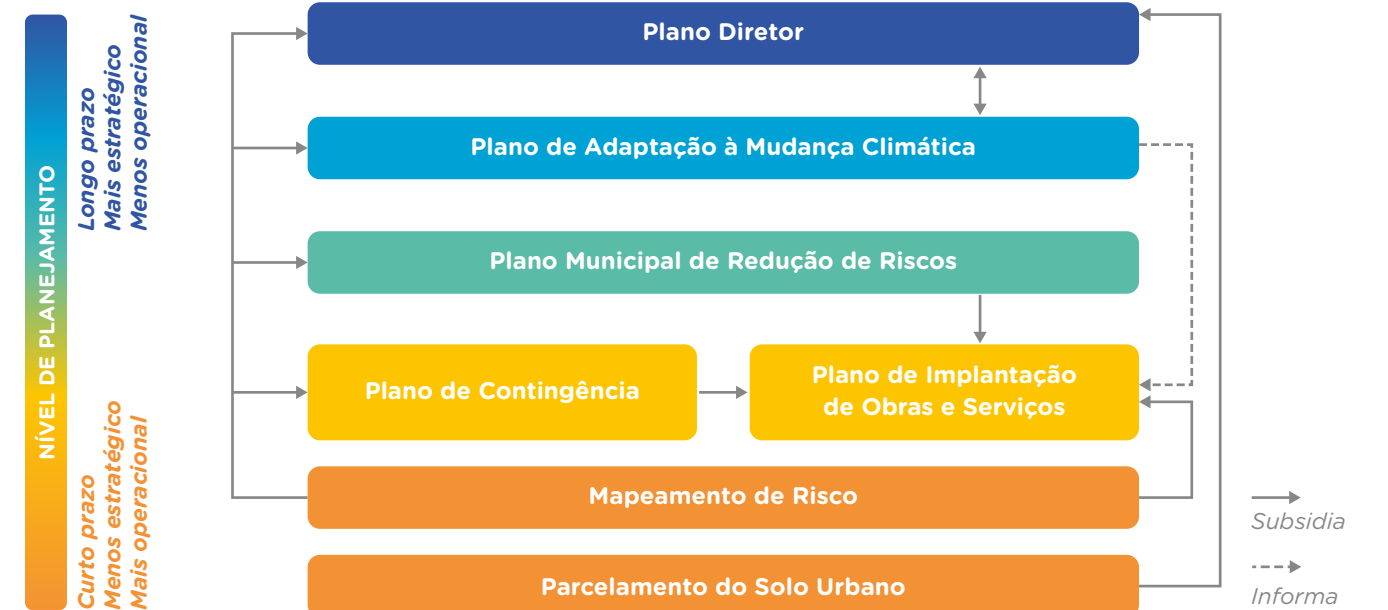 NÍVEL DE PLANEJAMENTO
Longo prazo
Mais estratégico
Menos operacional
Curto prazo
Menos estratégico
Mais operacional
Plano Diretor
Plano de Adaptação à Mudança Climática
Plano Municipal de Redução de Riscos
Plano de Contingência
Plano de Implantação
de Obras e Serviços
Mapeamento de Risco
Parcelamento do Solo Urbano
Subsidia
Informa